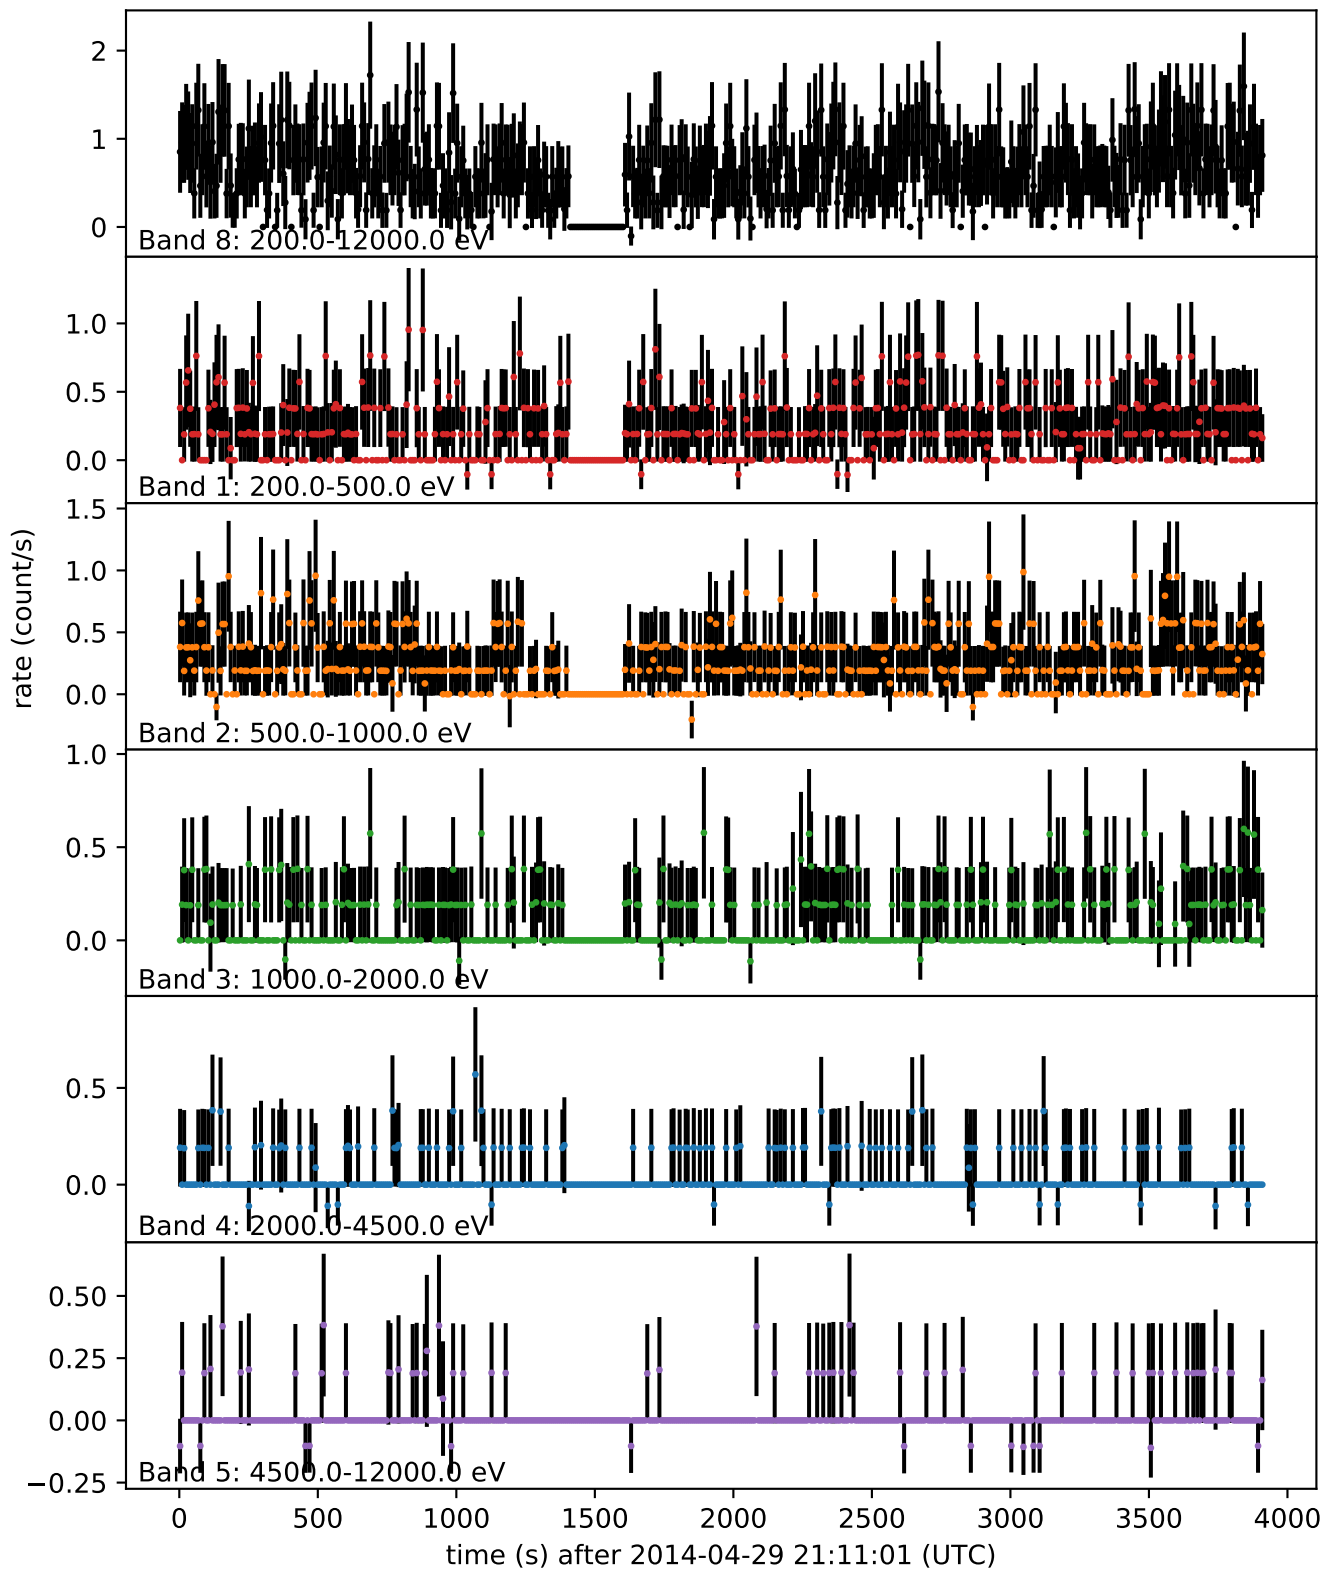 2
1
0
Band 8: 200.0-12000.0 eV
1.0
0.5
0.0
Band 1: 200.0-500.0 eV
rate (count/s)
1.5
1.0
0.5
0.0
Band 2: 500.0-1000.0 eV
1.0
0.5
0.0
Band 3: 1000.0-2000.0 eV
0.5
0.0
Band 4: 2000.0-4500.0 eV
0.50
0.25
0.00
−0.25
Band 5: 4500.0-12000.0 eV
0 500 1000 1500 2000 2500 3000 3500 4000
time (s) after 2014-04-29 21:11:01 (UTC)